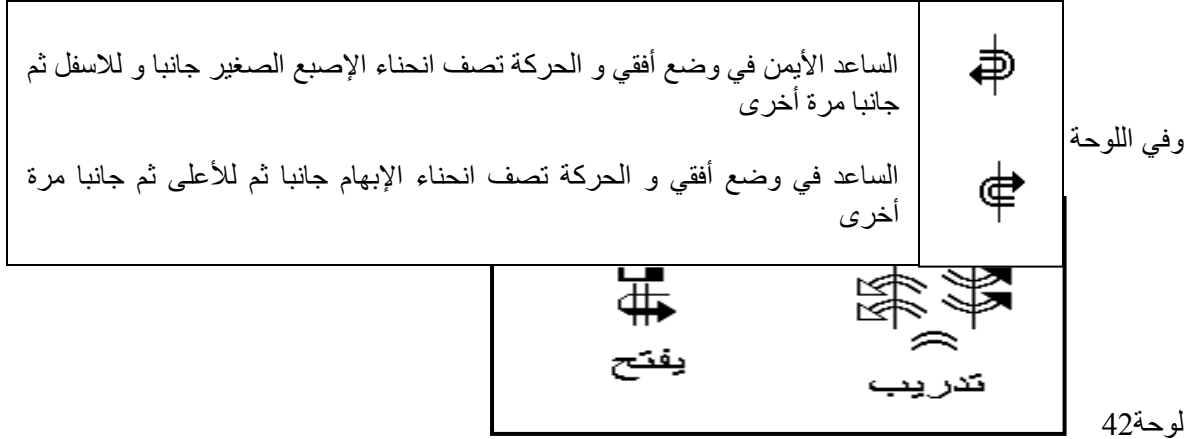 الساعد الأيمن في وضع أفقي و الحركة تصف انحناء الإصبع الصغير جانبا و للاسفل ثم
جانبا مرة أخرى
وفي اللوحة
الساعد في وضع أفقي و الحركة تصف انحناء الإبهام جانبا ثم للأعلى ثم جانبا مرة
أخرى
تدريب
يفتح
لوحة42